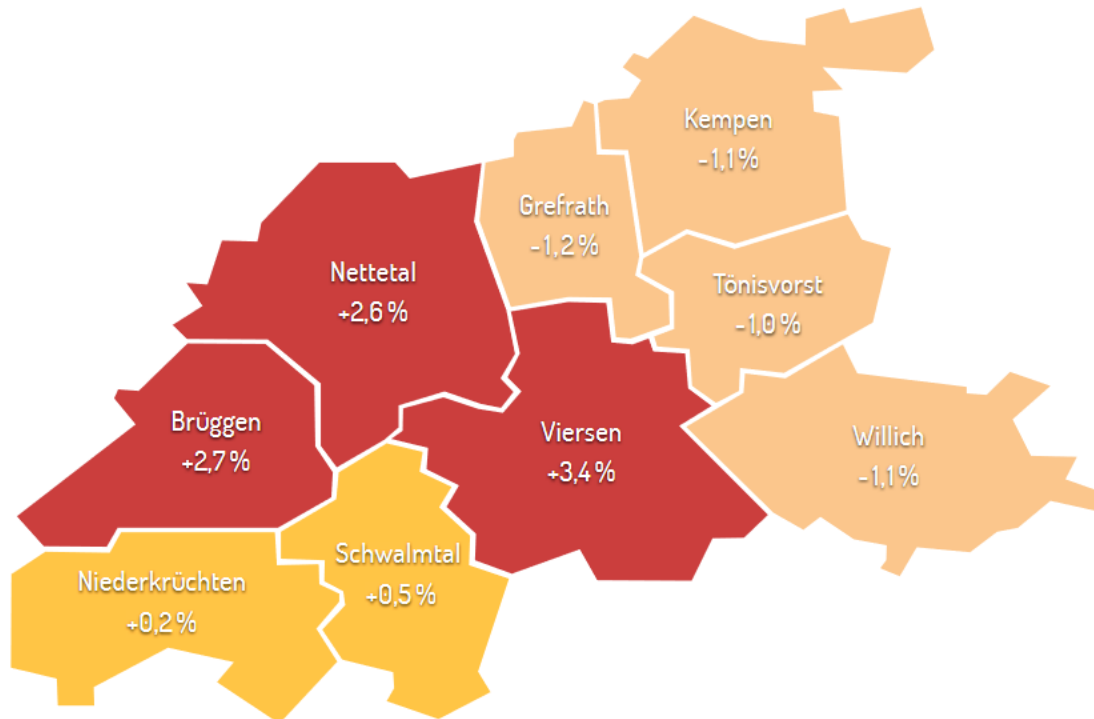 Kempen
-1,1%
Grefrath
-1,2%
Nettetal
+2,6%
Tönisvorst
-1,0%
Brüggen
+2,7%
Viersen
+3,4%
Willich
-1,1%
Schwalmtal
+0,5%
Niederkrüchten
+0,2%